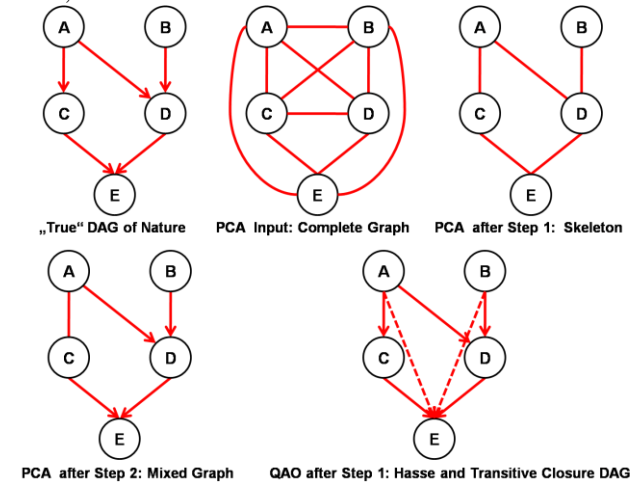 A B
C D
E
„True“ DAG of Nature
A B
C D
E
PCA Input: Complete Graph
A B
C D
E
PCA after Step 1: Skeleton
A B
C D
E
PCA after Step 2: Mixed Graph
A B
C D
E
QAO after Step 1: Hasse and Transitive Closure DAG